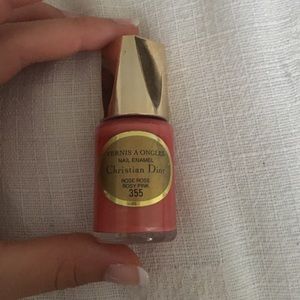 VERNIS A ONGLES
NAIL ENAMEL
Christian Dior
ROSE ROSE
ROSY PINK
355